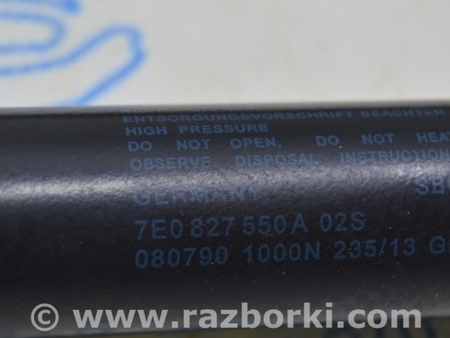 ENTSORGUNGSVORSCHRIFT BEACHTEN
HIGH PRESSURE
DO NOT OPEN, DO NOT HEAT
OBSERVE DISPOSAL INSTRUCTION
GERMANY
7E0 827 550 A 02S
080790 1000N 235/13
© www.razborki.com